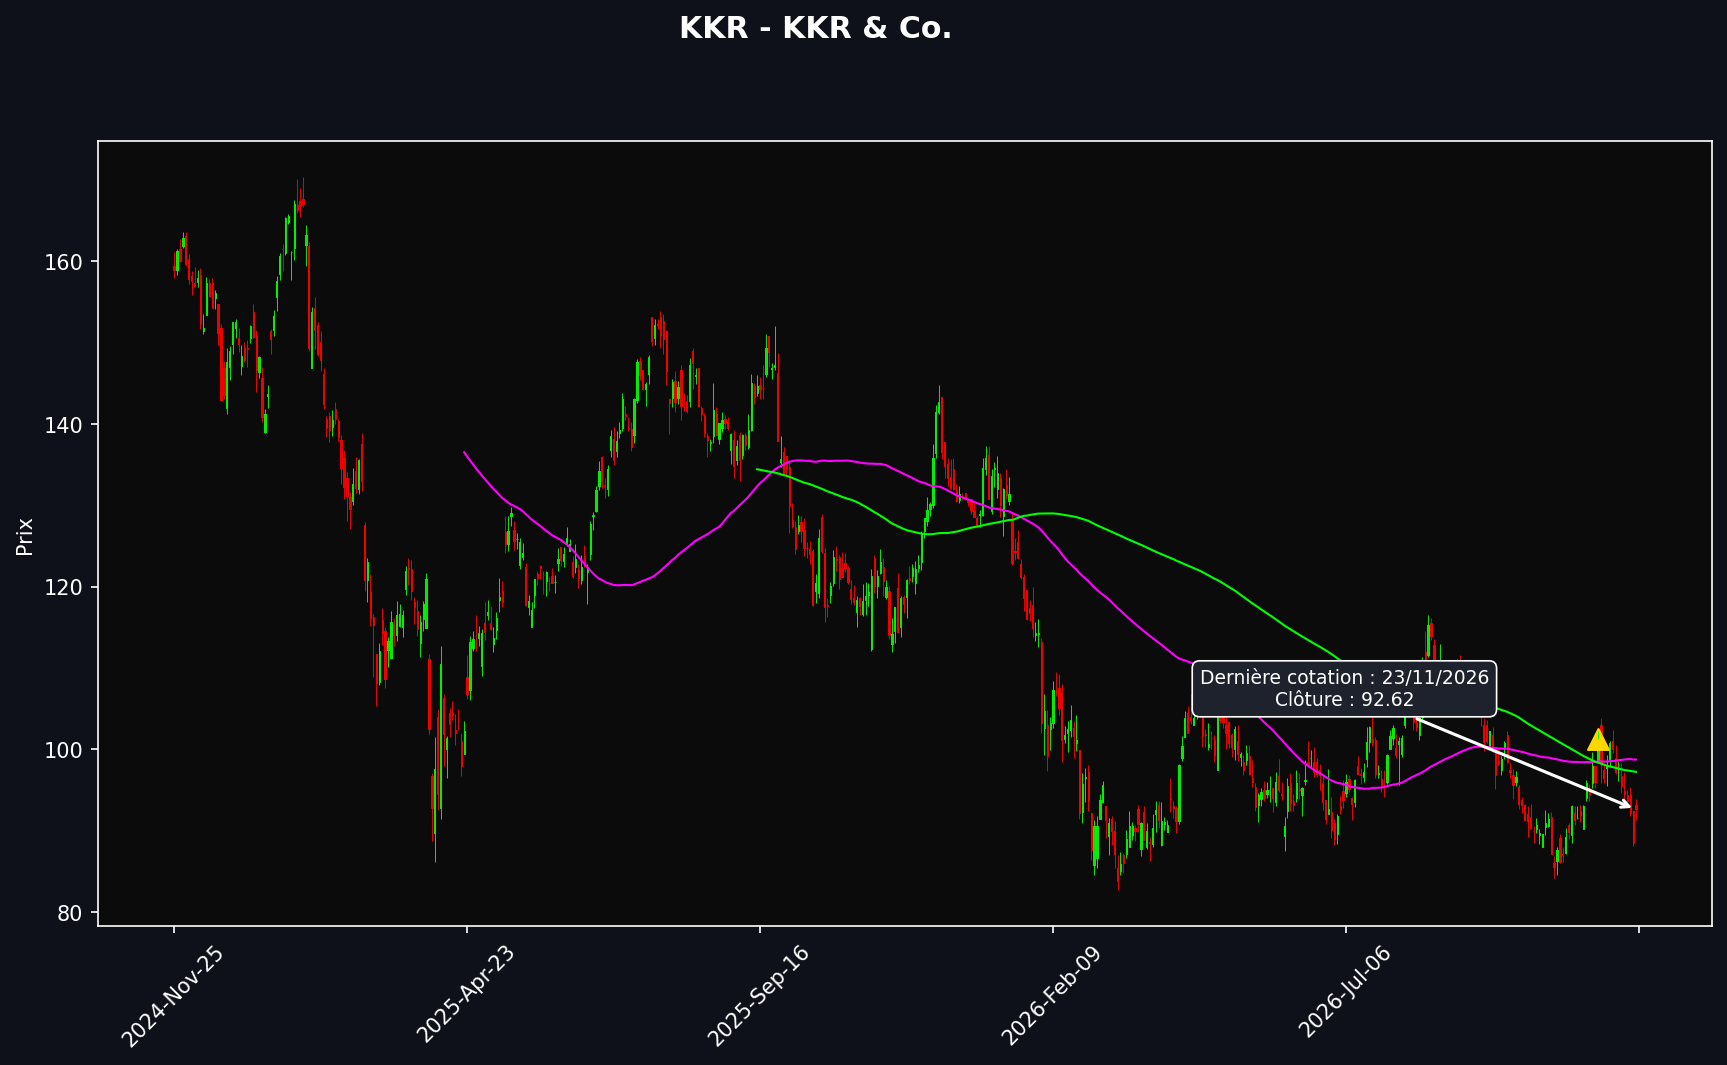 KKR - KKR & Co.
Prix
160
140
120
100
80
Dernière cotation : 23/11/2026
Clôture : 92.62
2024-Nov-25
2025-Apr-23
2025-Sep-16
2026-Feb-09
2026-Jul-06